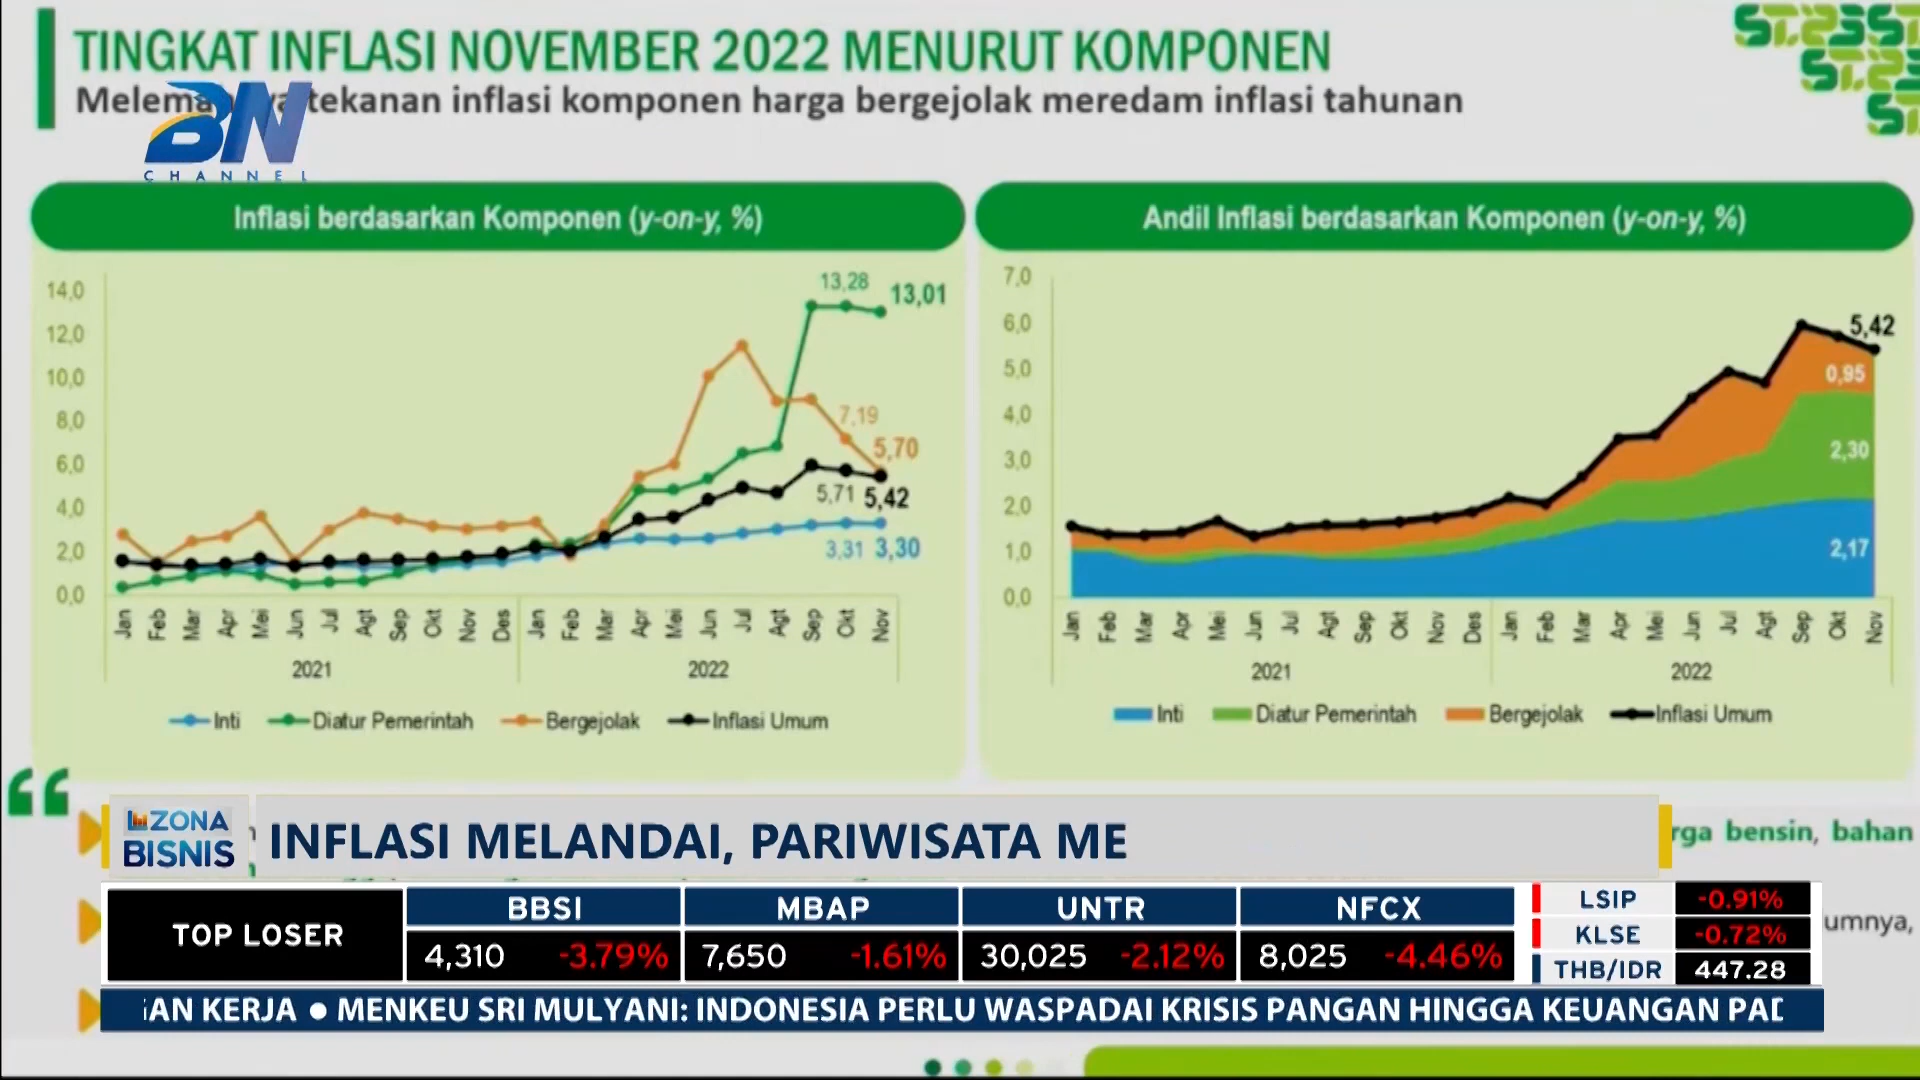 TINGKAT INFLASI NOVEMBER 2022 MENURUT KOMPONEN
tekanan inflasi komponen harga bergejolak meredam inflasi tahunan
BN
CHANNEL
Inflasi berdasarkan Komponen (y-on-y, %)
14,0
12,0
10,0
8,0
6,0
4,0
2,0
0,0
13,28
13,01
7,19
5,70
5,71 5,42
3,31 3,30
Jan Feb Mar Apr Mei Jun Jul Agt Sep Okt Nov Des Jan Feb Mar Apr Mei Jun Jul Agt Sep Okt Nov
2021 2022
Inti Diatur Pemerintah Bergejolak Inflasi Umum
Andil Inflasi berdasarkan Komponen (y-on-y, %)
7,0
6,0
5,0
4,0
3,0
2,0
1,0
0,0
5,42
0,95
2,30
2,17
Jan Feb Mar Apr Mei Jun Jul Agt Sep Okt Nov Des Jan Feb Mar Apr Mei Jun Jul Agt Sep Okt Nov
2021 2022
Inti Diatur Pemerintah Bergejolak Inflasi Umum
bensin, bahan
ZONA
BISNIS
INFLASI MELANDAI, PARIWISATA ME
TOP LOSER
BBSI
4,310 -3.79%
MBAP
7,650 -1.61%
UNTR
30,025 -2.12%
NFCX
8,025 -4.46%
LSIP -0.91%
KLSE -0.72%
THB/IDR 447.28
KERJA ● MENKEU SRI MULYANI: INDONESIA PERLU WASPADAI KRISIS PANGAN HINGGA KEUANGAN